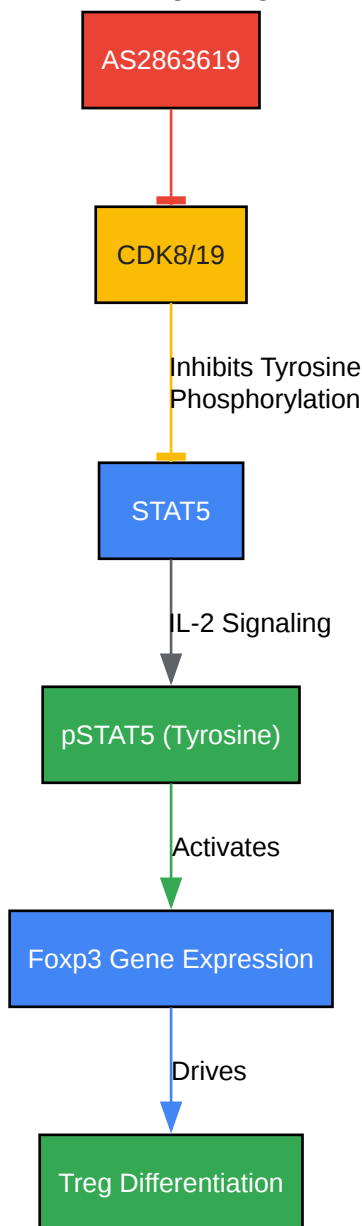 AS2863619
CDK8/19
Inhibits Tyrosine
Phosphorylation
STAT5
IL-2 Signaling
pSTAT5 (Tyrosine)
Activates
Foxp3 Gene Expression
Drives
Treg Differentiation